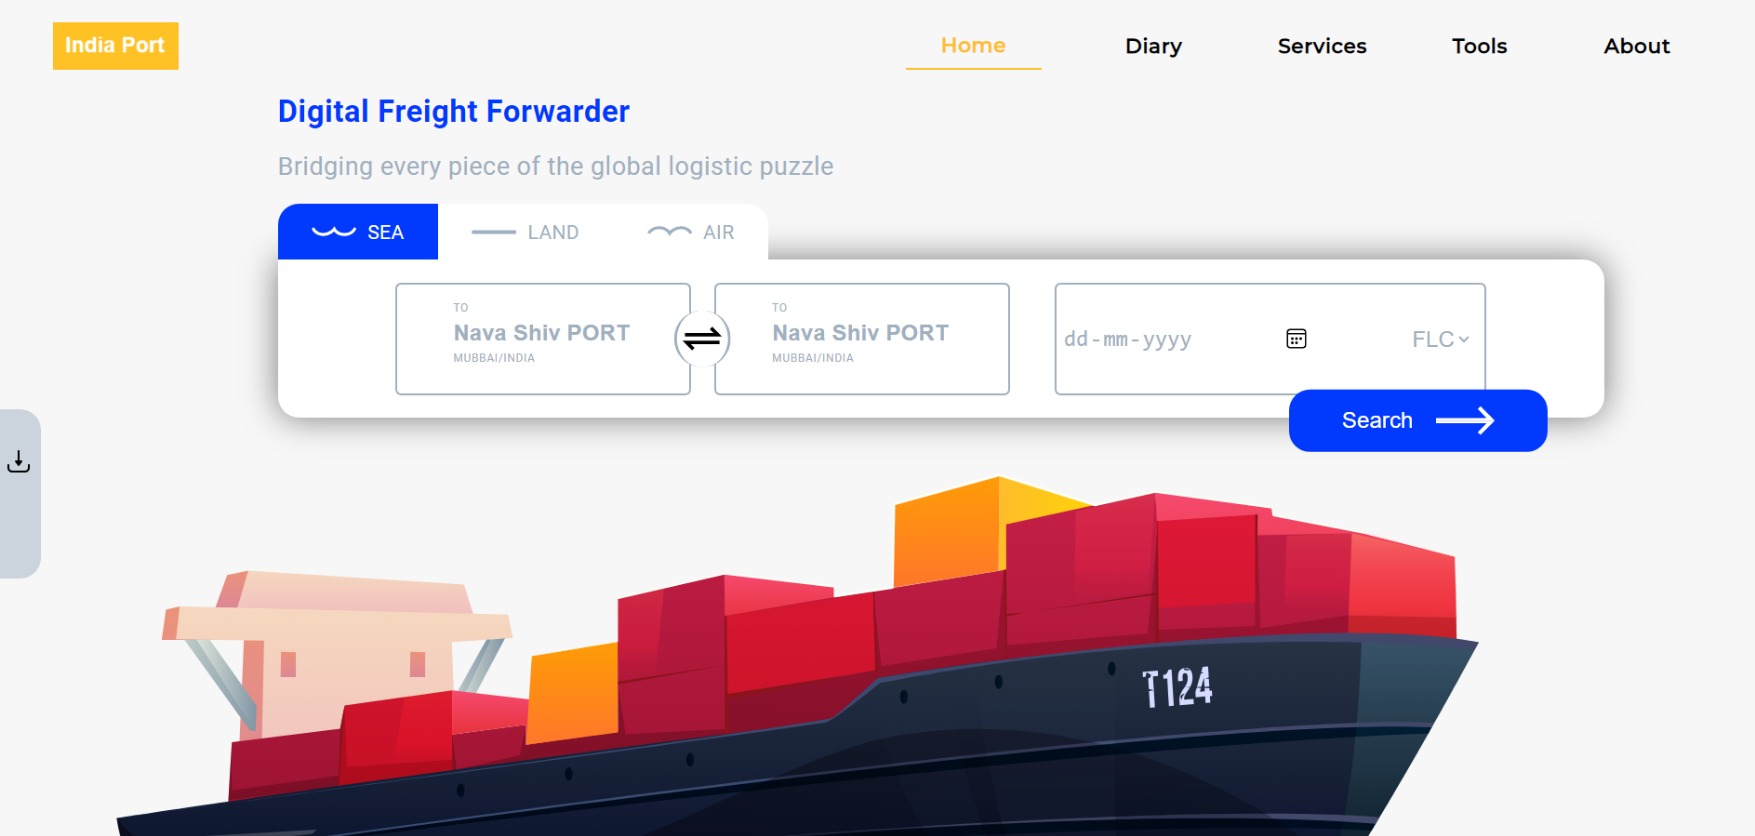 India Port
Home Diary Services Tools About
Digital Freight Forwarder
Bridging every piece of the global logistic puzzle
SEA LAND AIR
TO
Nava Shiv PORT
MUBBAI/INDIA
TO
Nava Shiv PORT
MUBBAI/INDIA
dd-mm-yyyy
FLC
Search
T124